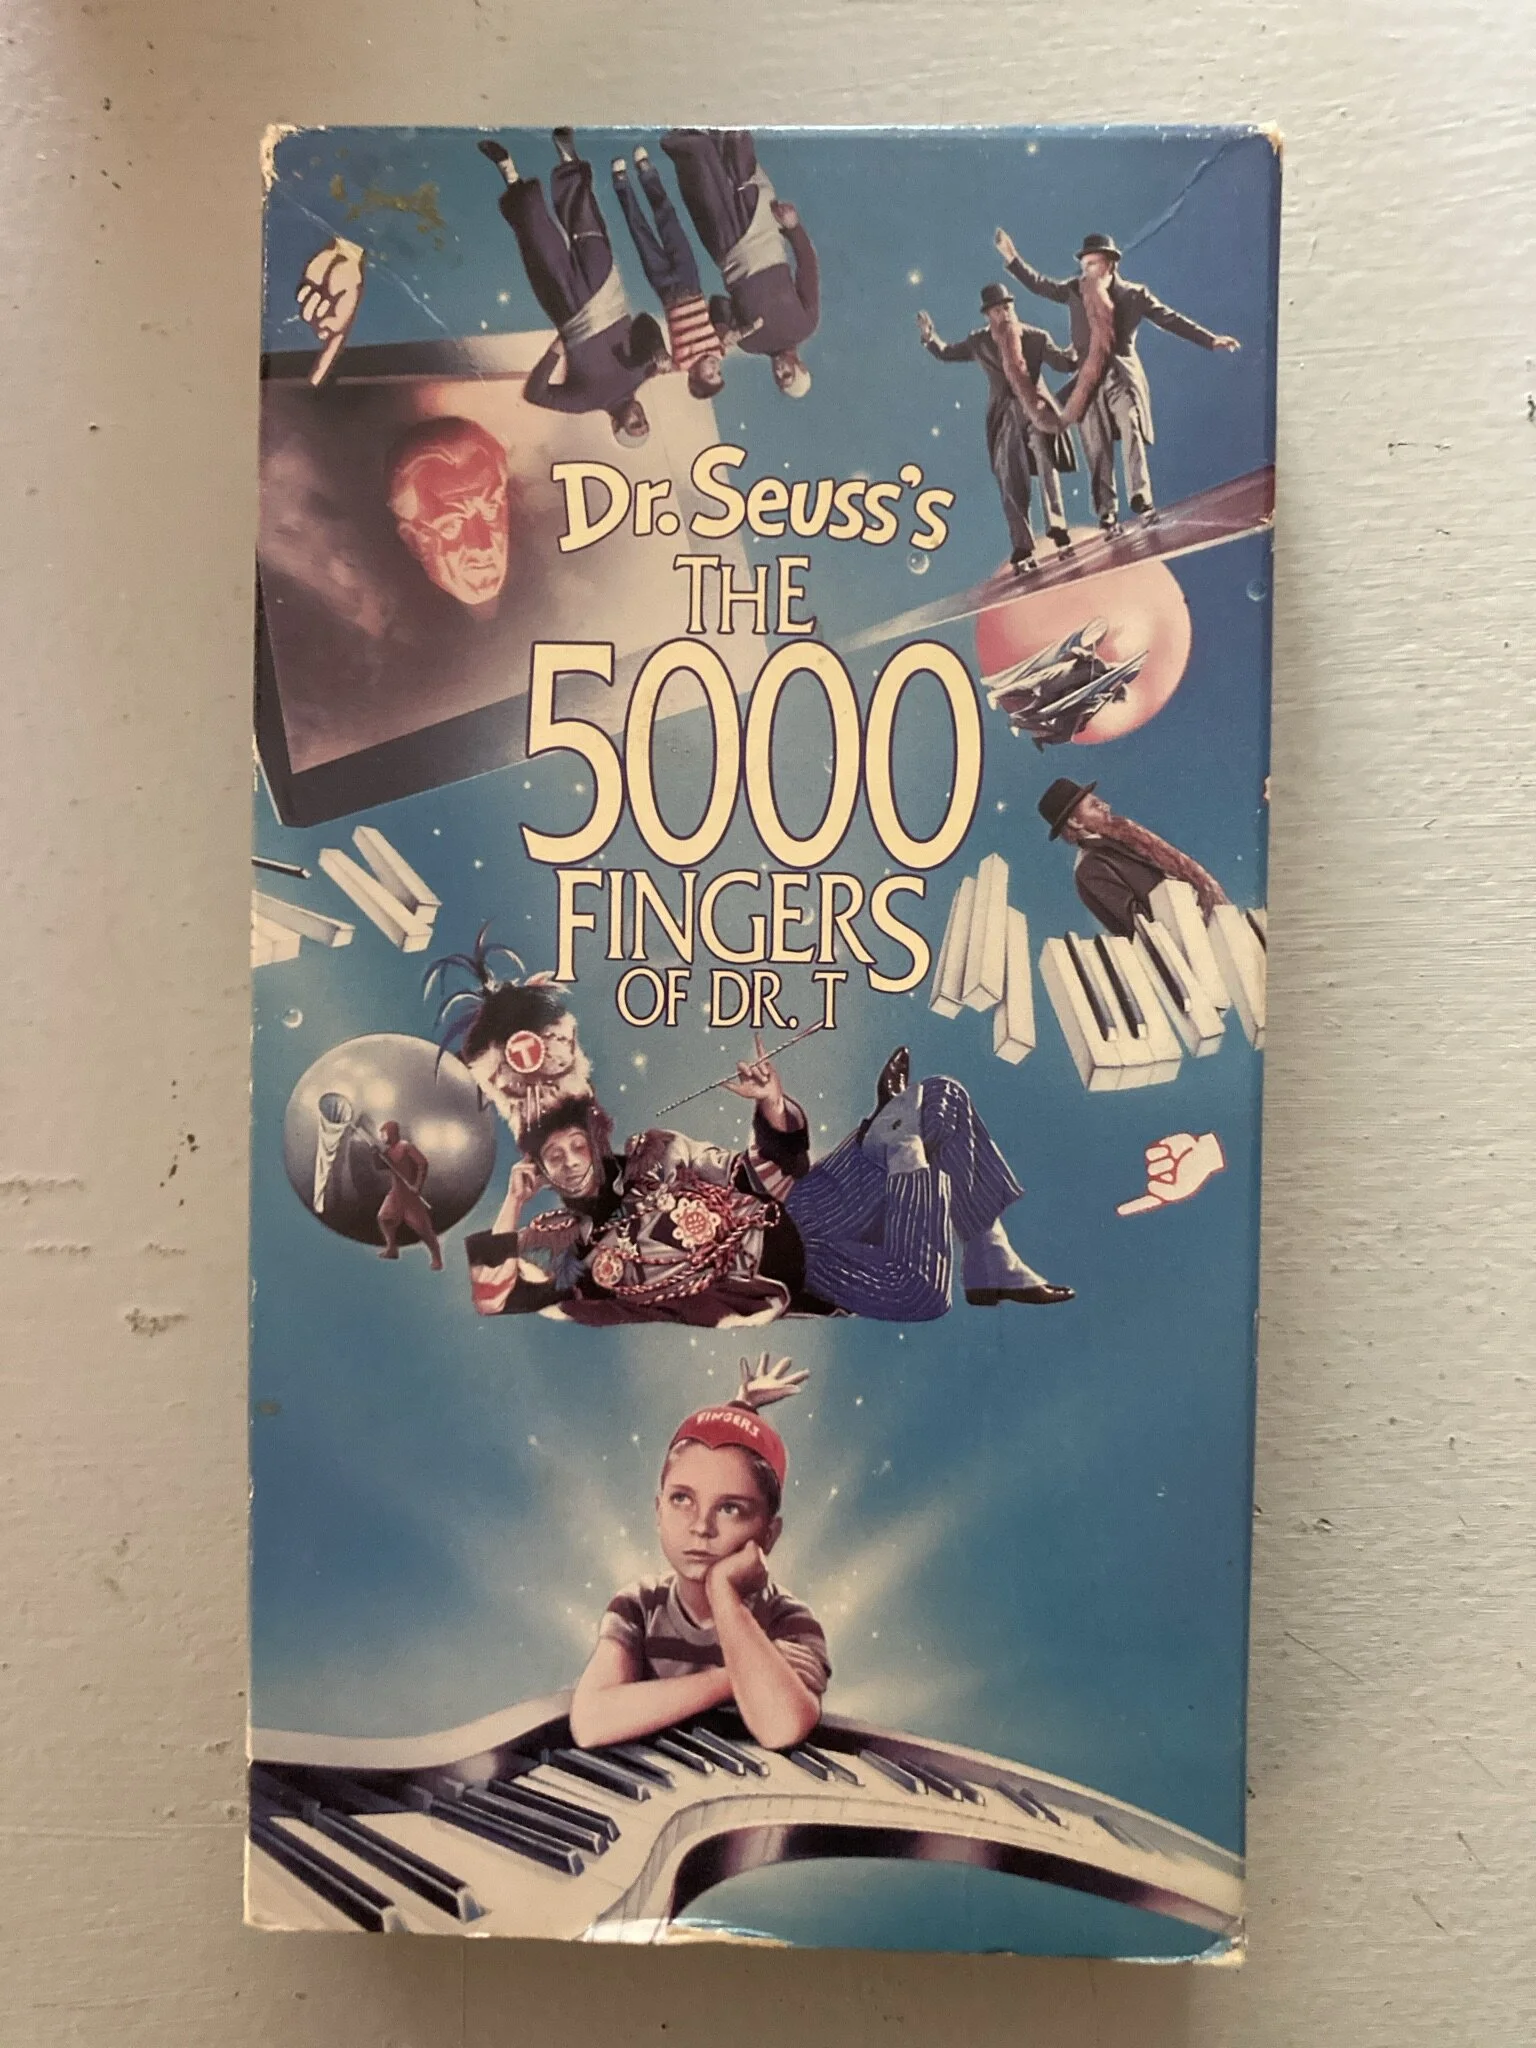 Dr. Seuss's
THE
5000
FINGERS
OF DR. T
T
FINGERS